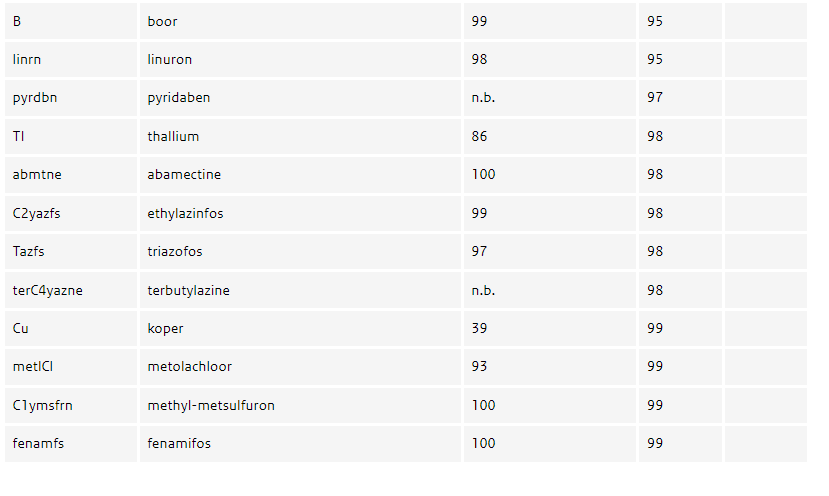 B boor 99 95
linrn linuron 98 95
pyrdbn pyridaben n.b. 97
Tl thallium 86 98
abmtne abamectine 100 98
C2yazfs ethylazinfos 99 98
Tazfs triazofos 97 98
terC4yazne terbutylazine n.b. 98
Cu koper 39 99
metlCl metolachloor 93 99
C1ymsfrn methyl-metsulfuron 100 99
fenamfs fenamifos 100 99